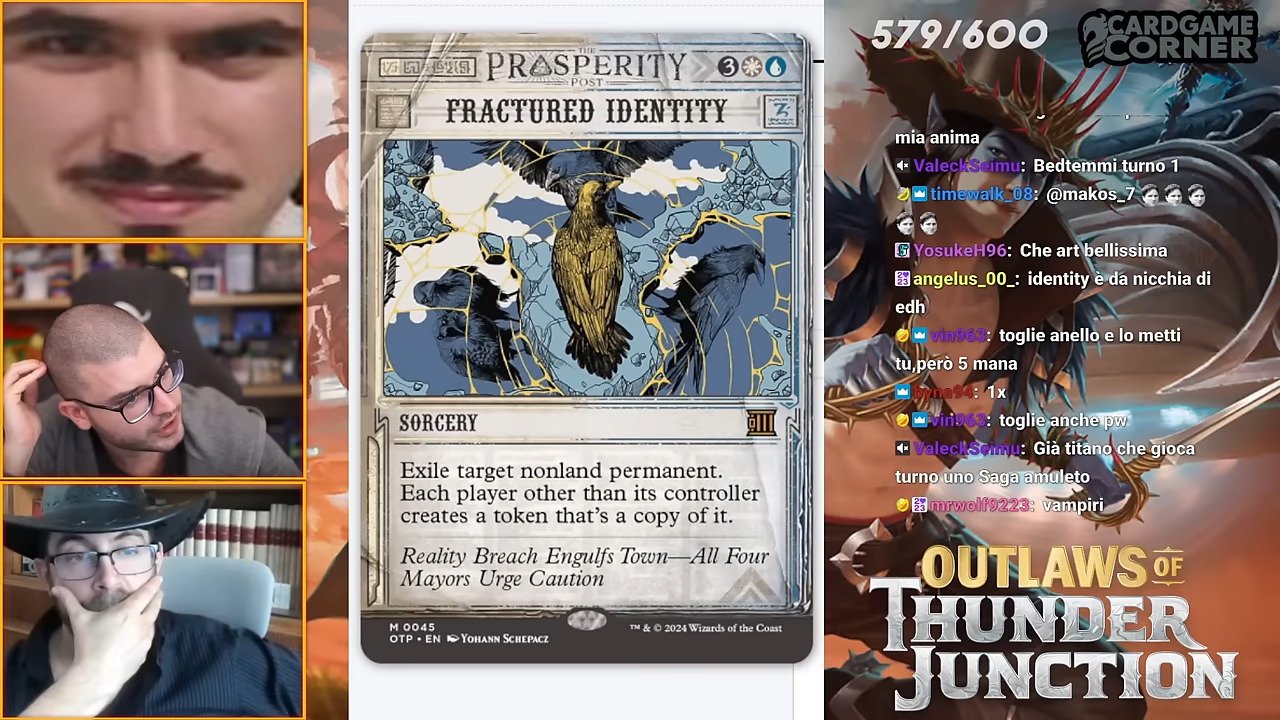 THE
PROSPERITY
POST
3
FRACTURED IDENTITY
SORCERY
Exile target nonland permanent.
Each player other than its controller
creates a token that's a copy of it.
Reality Breach Engulfs Town—All Four
Mayors Urge Caution
M 0045
OTP • EN YOHANN SCHEPACZ
™ & © 2024 Wizards of the Coast
579/600
CARDGAME
CORNER
mia anima
ValeckSeimu: Bedtemmi turno 1
timewalk_08: @makos_7
YosukeH96: Che art bellissima
angelus_00_: identity è da nicchia di
edh
vin963: toglie anello e lo metti
tu,però 5 mana
byna94: 1x
vin963: toglie anche pw
ValeckSeimu: Già titano che gioca
turno uno Saga amuleto
mrwolf9223: vampiri
OUTLAWS OF
THUNDER
JUNCTION